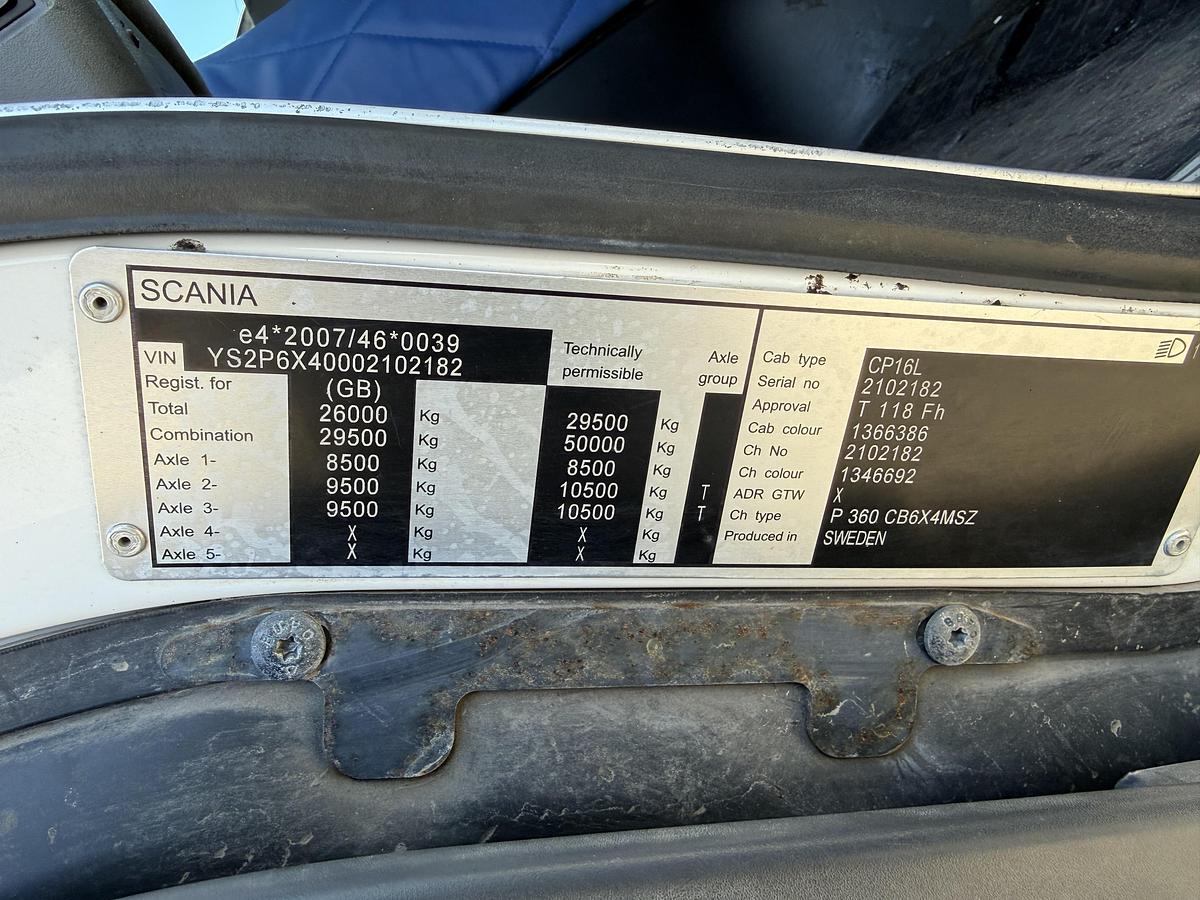 SCANIA
e4*2007/46*0039
VIN YS2P6X40002102182
Technically permissible
Axle group
Regist. for (GB)
Total 26000 Kg 29500 Kg
Combination 29500 Kg 50000 Kg
Axle 1- 8500 Kg 8500 Kg
Axle 2- 9500 Kg 10500 Kg T
Axle 3- 9500 Kg 10500 Kg T
Axle 4- X Kg X Kg
Axle 5- X Kg X Kg
Cab type CP16L
Serial no 2102182
Approval T 118 Fh
Cab colour 1366386
Ch No 2102182
Ch colour 1346692
ADR GTW X
Ch type P 360 CB6X4MSZ
Produced in SWEDEN